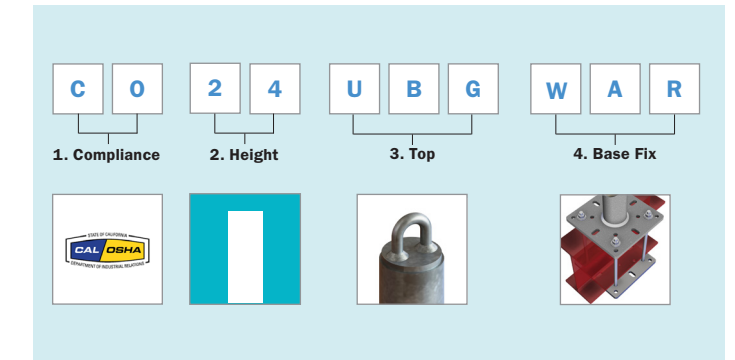 C O 2 4 U B G W A R
1. Compliance 2. Height 3. Top 4. Base Fix
STATE OF CALIFORNIA
CAL OSHA
DEPARTMENT OF INDUSTRIAL RELATIONS